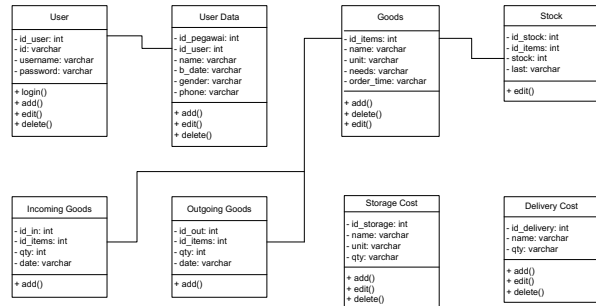 User
- id_user: int
- id: varchar
- username: varchar
- password: varchar
+ login()
+ add()
+ edit()
+ delete()
User Data
- id_pegawai: int
- id_user: int
- name: varchar
- b_date: varchar
- gender: varchar
- phone: varchar
+ add()
+ edit()
+ delete()
Goods
- id_items: int
- name: varchar
- unit: varchar
- needs: varchar
- order_time: varchar
+ add()
+ delete()
+ edit()
Stock
- id_stock: int
- id_items: int
- stock: int
- last: varchar
+ edit()
Incoming Goods
- id_in: int
- id_items: int
- qty: int
- date: varchar
+ add()
Outgoing Goods
- id_out: int
- id_items: int
- qty: int
- date: varchar
+ add()
Storage Cost
- id_storage: int
- name: varchar
- unit: varchar
- qty: varchar
+ add()
+ edit()
+ delete()
Delivery Cost
- id_delivery: int
- name: varchar
- qty: varchar
+ add()
+ edit()
+ delete()